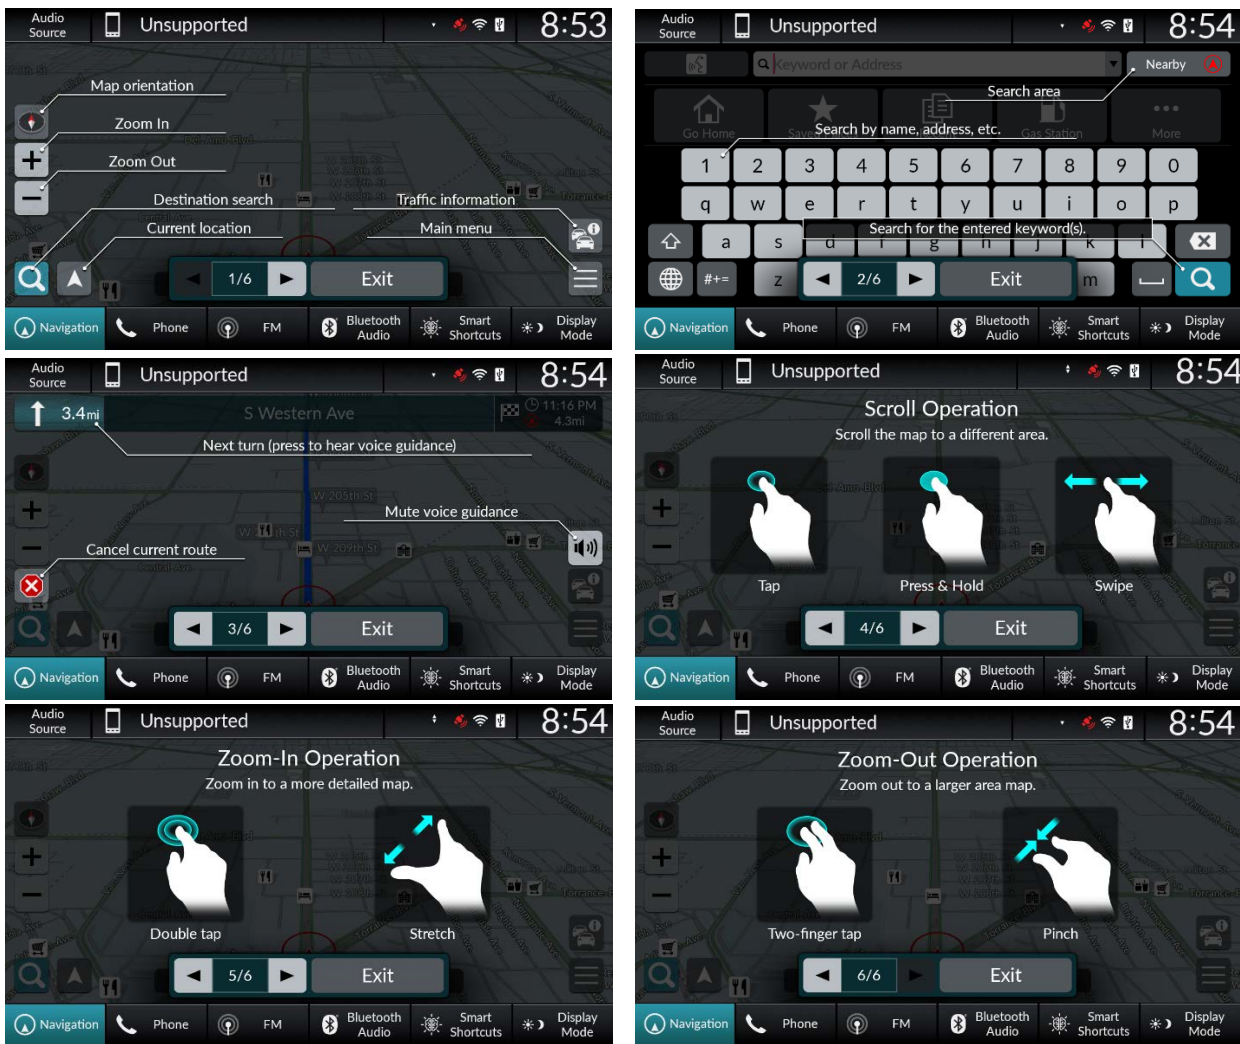 Audio
Source
Unsupported
8:53
Map orientation
Zoom In
Zoom Out
Destination search
Traffic information
Current location
Main menu
1/6
Exit
Navigation
Phone
FM
Bluetooth
Audio
Smart
Shortcuts
Display
Mode
Audio
Source
Unsupported
8:54
Keyword or Address
Nearby
Search area
Go Home
Saved
Gas Station
More
Search by name, address, etc.
1 2 3 4 5 6 7 8 9 0
q w e r t y u i o p
Search for the entered keyword(s).
a s d f g h j k l
#+= z m
2/6
Exit
Navigation
Phone
FM
Bluetooth
Audio
Smart
Shortcuts
Display
Mode
Audio
Source
Unsupported
8:54
3.4mi
S Western Ave
11:16 PM
4.3mi
Next turn (press to hear voice guidance)
W 205th St
Mute voice guidance
W 209th St
Cancel current route
3/6
Exit
Navigation
Phone
FM
Bluetooth
Audio
Smart
Shortcuts
Display
Mode
Audio
Source
Unsupported
8:54
Scroll Operation
Scroll the map to a different area.
Tap
Press & Hold
Swipe
4/6
Exit
Navigation
Phone
FM
Bluetooth
Audio
Smart
Shortcuts
Display
Mode
Audio
Source
Unsupported
8:54
Zoom-In Operation
Zoom in to a more detailed map.
Double tap
Stretch
5/6
Exit
Navigation
Phone
FM
Bluetooth
Audio
Smart
Shortcuts
Display
Mode
Audio
Source
Unsupported
8:54
Zoom-Out Operation
Zoom out to a larger area map.
Two-finger tap
Pinch
6/6
Exit
Navigation
Phone
FM
Bluetooth
Audio
Smart
Shortcuts
Display
Mode